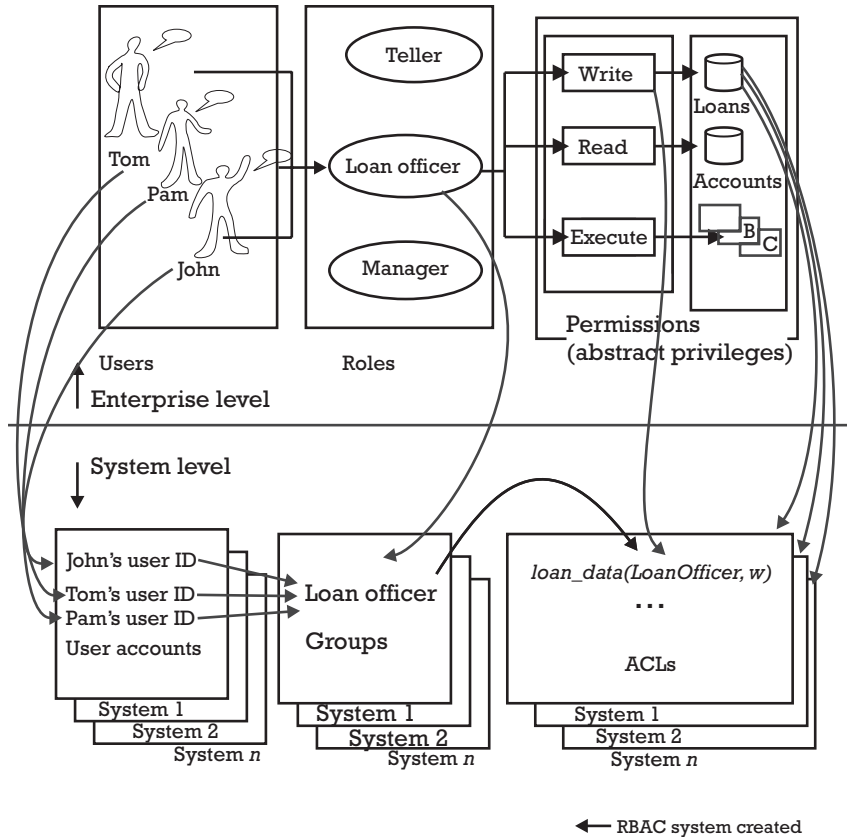 Tom
Pam
John
Users
Teller
Loan officer
Manager
Roles
Write
Read
Execute
Loans
Accounts
B
C
Permissions
(abstract privileges)
Enterprise level
System level
John's user ID
Tom's user ID
Pam's user ID
User accounts
System 1
System 2
System n
Loan officer
Groups
System 1
System 2
System n
loan_data(LoanOfficer, w)
...
ACLs
System 1
System 2
System n
RBAC system created